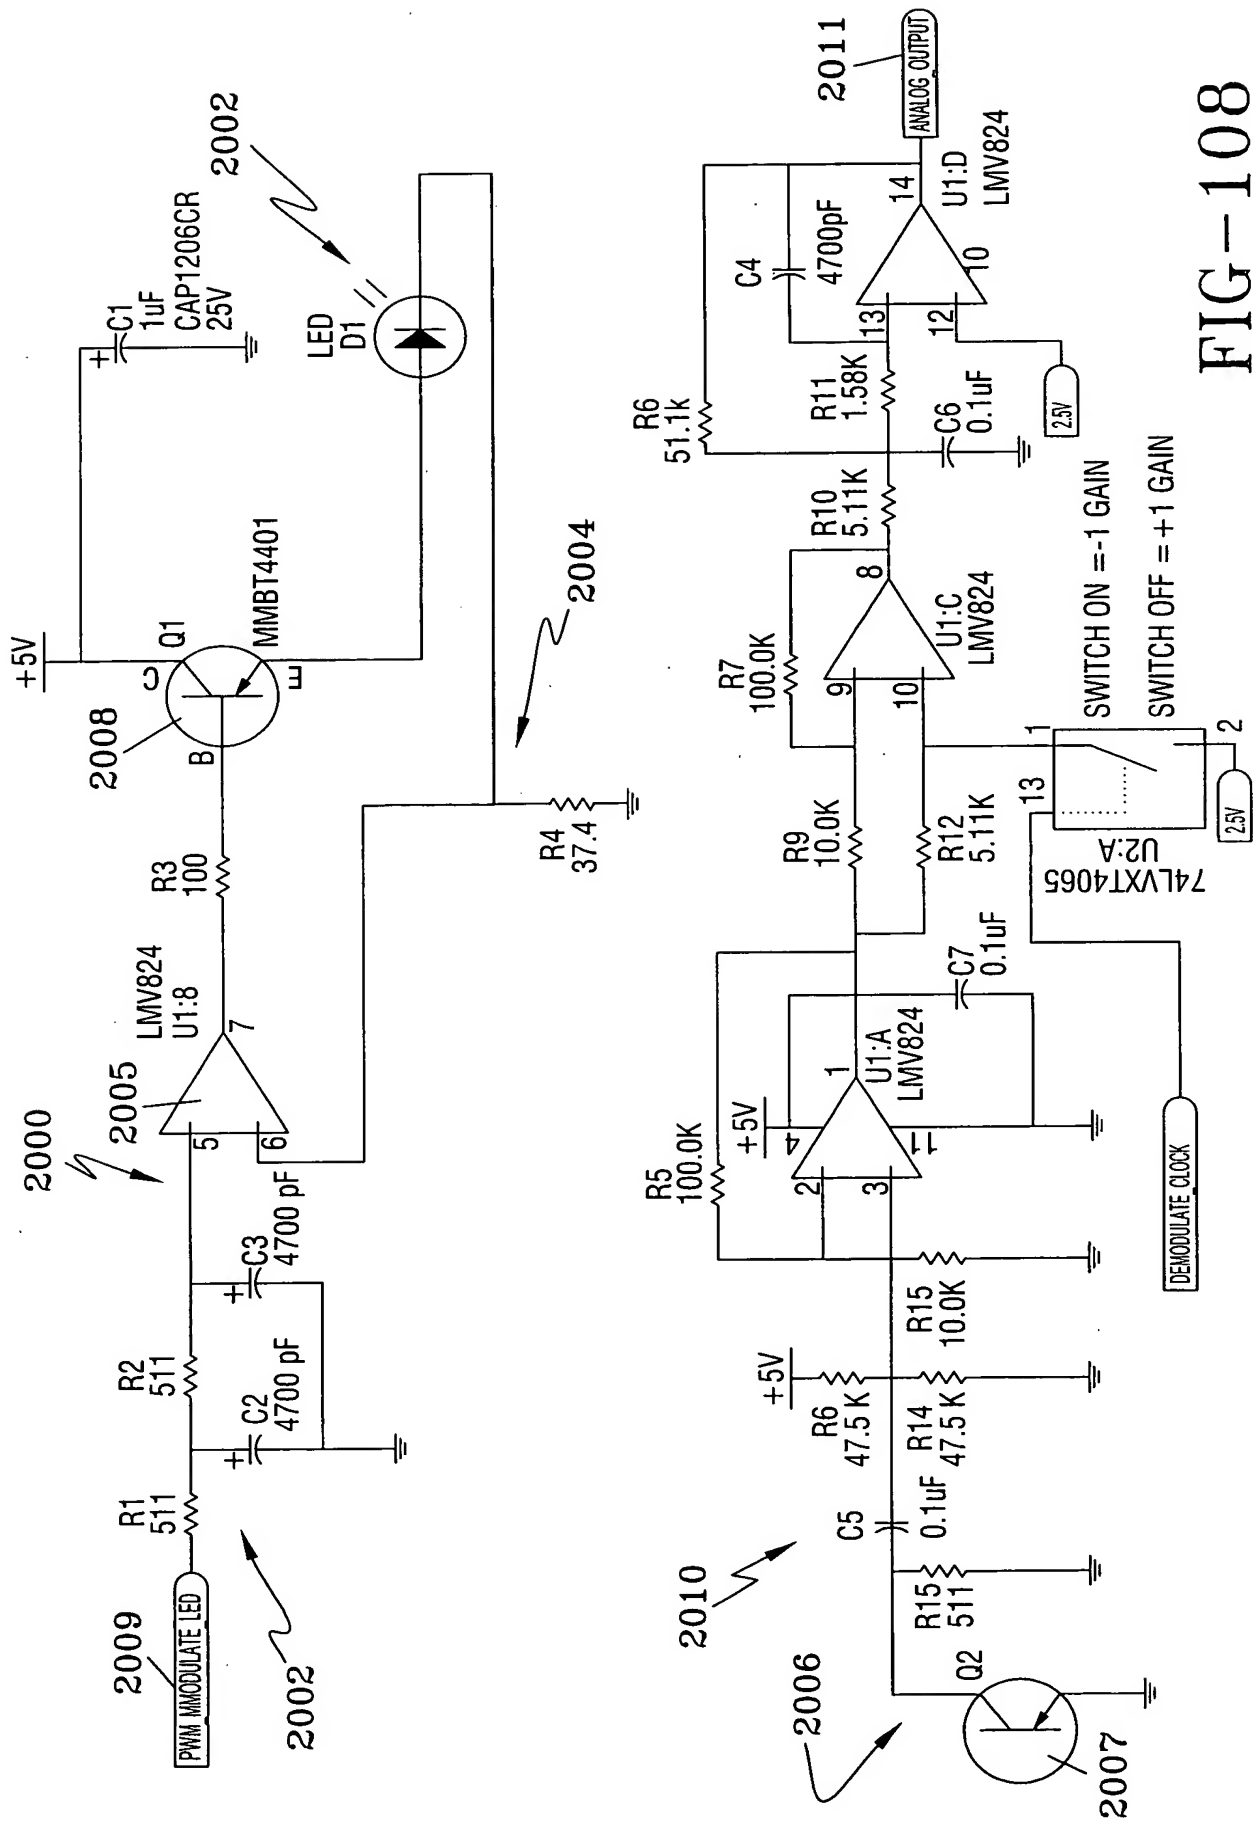 2000
2009
PWM MMODULATE LED
2002
R1
511
R2
511
C2
4700 pF
+
C3
4700 pF
+
5
6
7
2005
LMV824
U1:8
R3
100
B
2008
C
Q1
E
MMBT4401
+5V
+
C1
1uF
CAP1206CR
25V
LED
D1
2002
2004
R4
37.4
2006
2007
Q2
2010
R15
511
C5
0.1uF
+5V
R6
47.5 K
R14
47.5 K
R15
10.0K
R5
100.0K
2
3
+5V
4
11
1
U1:A
LMV824
C7
0.1uF
R9
10.0K
R12
5.11K
R7
100.0K
9
10
8
U1:C
LMV824
DEMODULATE CLOCK
13
1
2
74LVXT4065
U2:A
2.5V
SWITCH ON =-1 GAIN
SWITCH OFF = +1 GAIN
R10
5.11K
R6
51.1k
C6
0.1uF
R11
1.58K
C4
4700pF
13
12
10
14
U1:D
LMV824
2.5V
2011
ANALOG OUTPUT
FIG-108